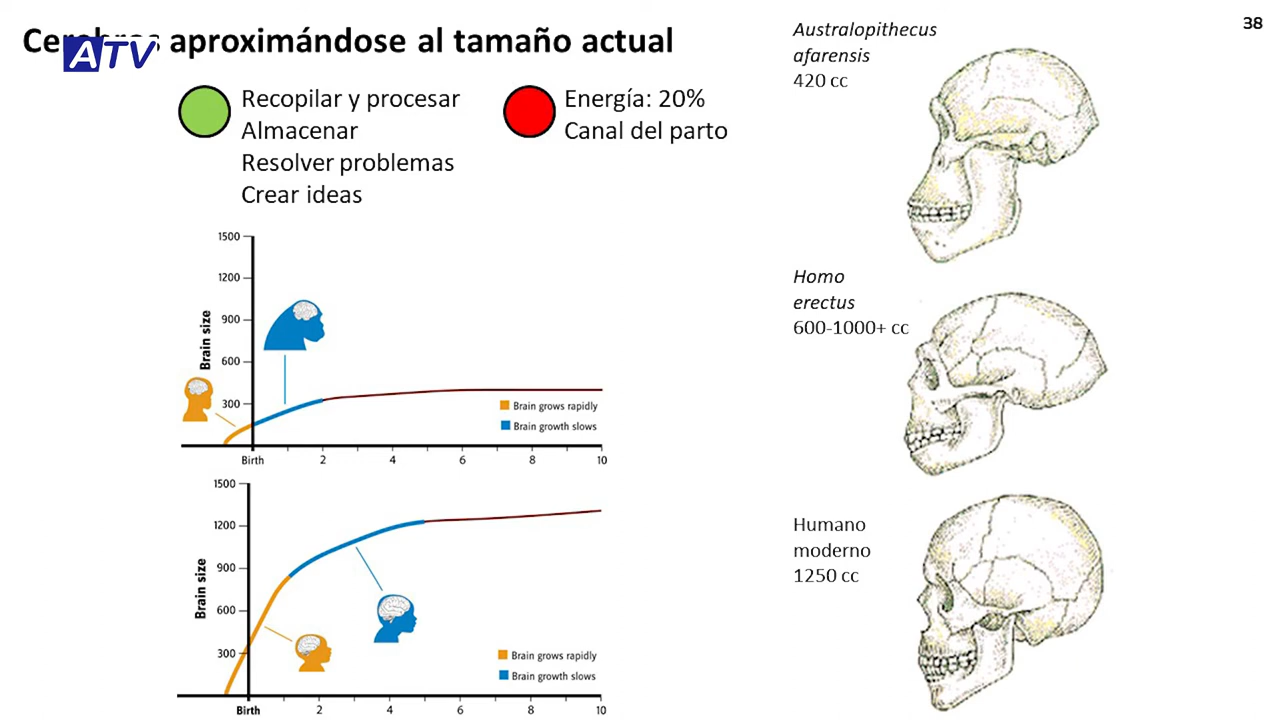 38
Cerebros aproximándose al tamaño actual
ATV
Recopilar y procesar
Almacenar
Resolver problemas
Crear ideas
Energía: 20%
Canal del parto
Australopithecus
afarensis
420 cc
Homo
erectus
600-1000+ cc
Humano
moderno
1250 cc
1500
1200
900
600
300
Brain size
Brain grows rapidly
Brain growth slows
Birth
2
4
6
8
10
1500
1200
900
600
300
Brain size
Brain grows rapidly
Brain growth slows
Birth
2
4
6
8
10